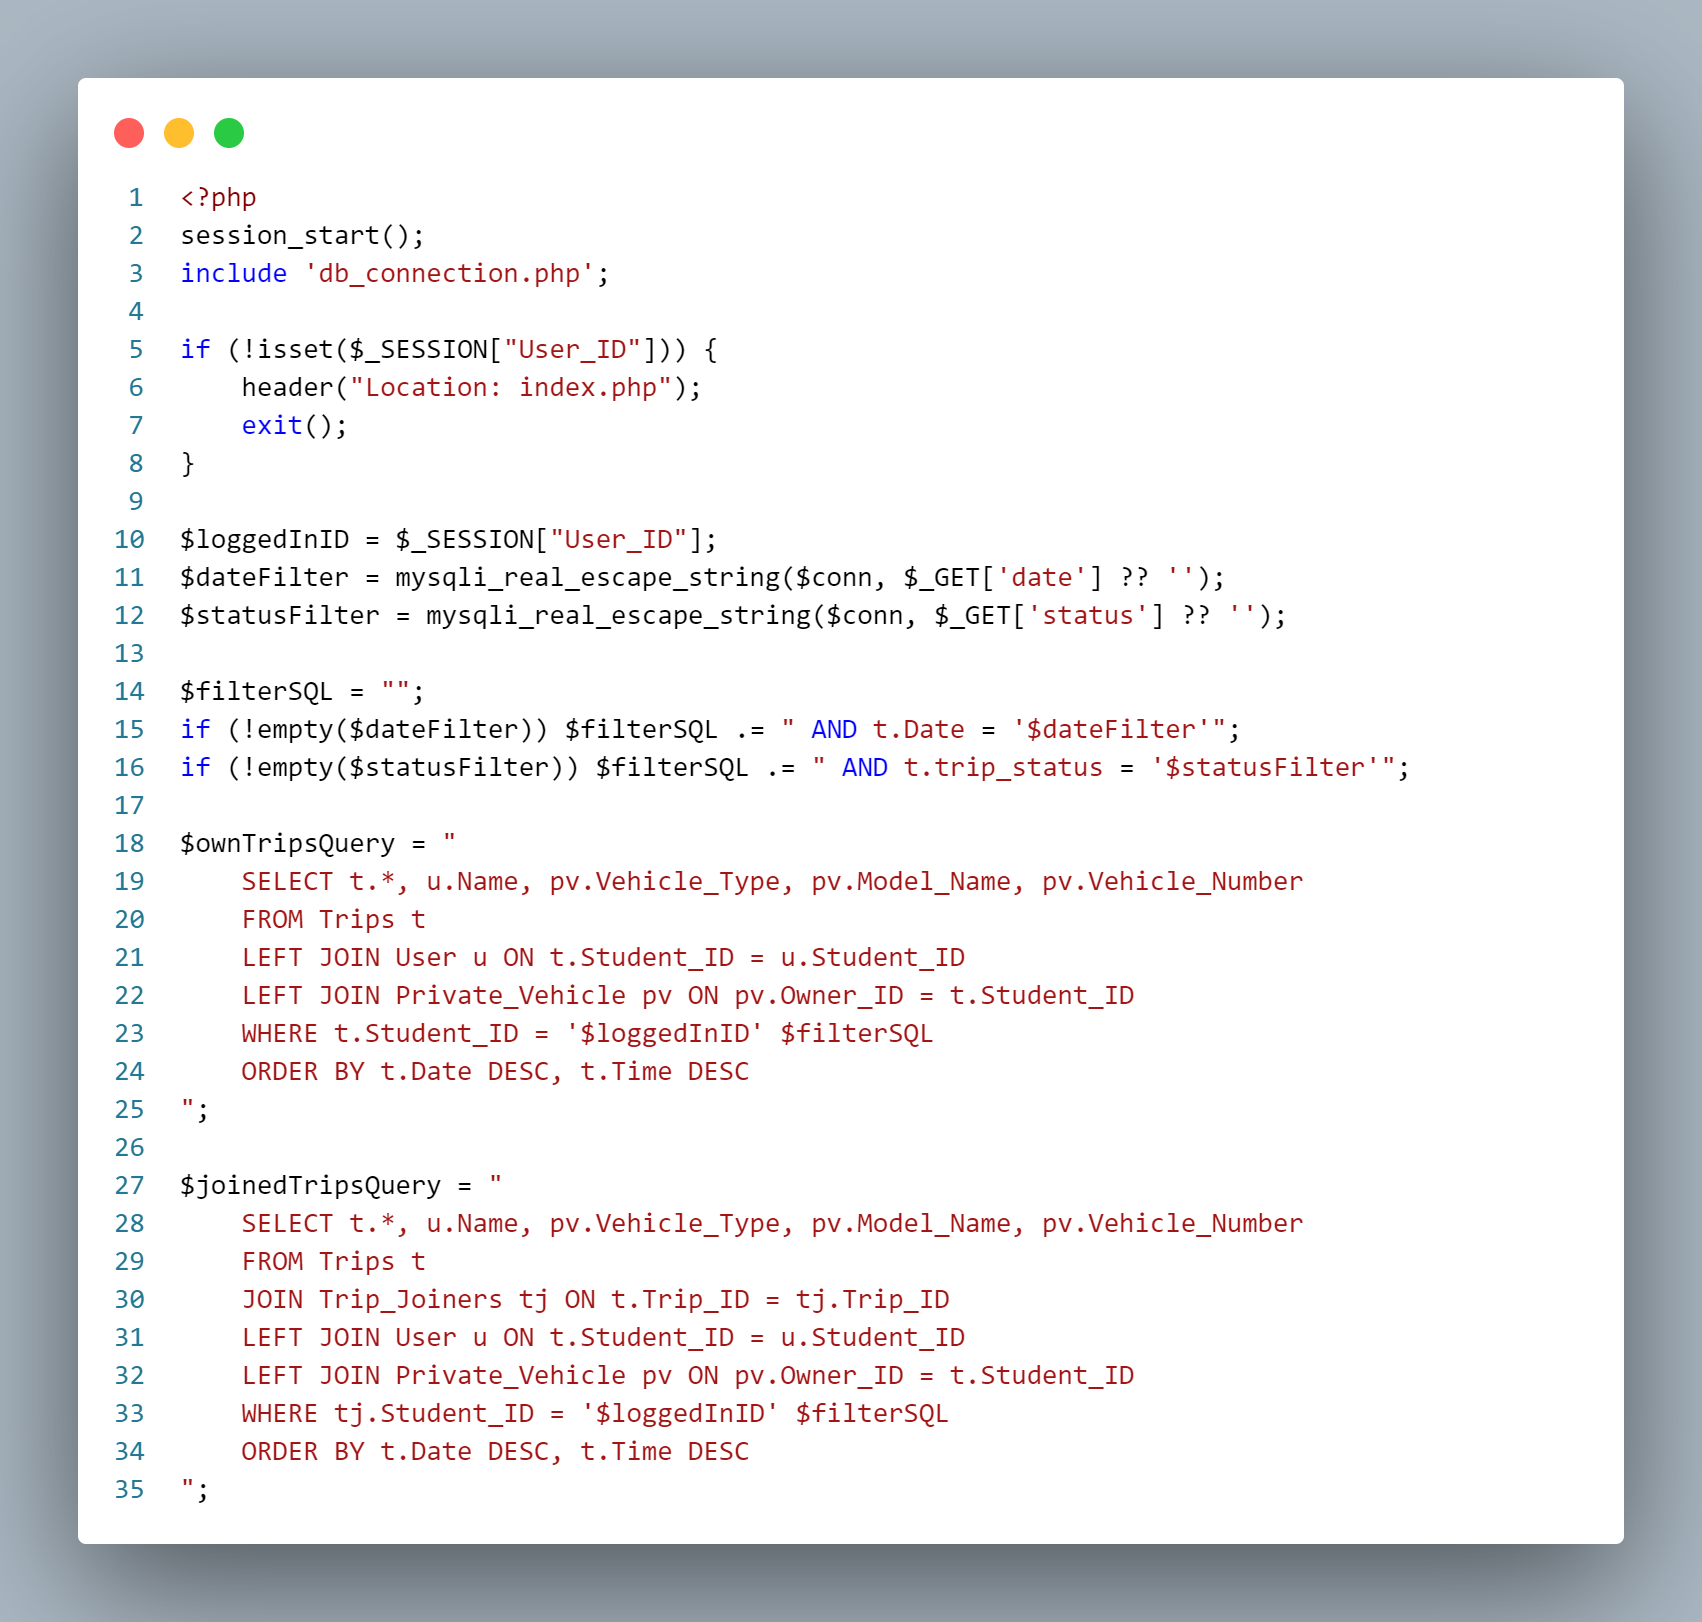 1 <?php
2 session_start();
3 include 'db_connection.php';
4
5 if (!isset($_SESSION["User_ID"])) {
6     header("Location: index.php");
7     exit();
8 }
9
10 $loggedInID = $_SESSION["User_ID"];
11 $dateFilter = mysqli_real_escape_string($conn, $_GET['date'] ?? '');
12 $statusFilter = mysqli_real_escape_string($conn, $_GET['status'] ?? '');
13
14 $filterSQL = "";
15 if (!empty($dateFilter)) $filterSQL .= " AND t.Date = '$dateFilter'";
16 if (!empty($statusFilter)) $filterSQL .= " AND t.trip_status = '$statusFilter'";
17
18 $ownTripsQuery = "
19     SELECT t.*, u.Name, pv.Vehicle_Type, pv.Model_Name, pv.Vehicle_Number
20     FROM Trips t
21     LEFT JOIN User u ON t.Student_ID = u.Student_ID
22     LEFT JOIN Private_Vehicle pv ON pv.Owner_ID = t.Student_ID
23     WHERE t.Student_ID = '$loggedInID' $filterSQL
24     ORDER BY t.Date DESC, t.Time DESC
25 ";
26
27 $joinedTripsQuery = "
28     SELECT t.*, u.Name, pv.Vehicle_Type, pv.Model_Name, pv.Vehicle_Number
29     FROM Trips t
30     JOIN Trip_Joiners tj ON t.Trip_ID = tj.Trip_ID
31     LEFT JOIN User u ON t.Student_ID = u.Student_ID
32     LEFT JOIN Private_Vehicle pv ON pv.Owner_ID = t.Student_ID
33     WHERE tj.Student_ID = '$loggedInID' $filterSQL
34     ORDER BY t.Date DESC, t.Time DESC
35 ";